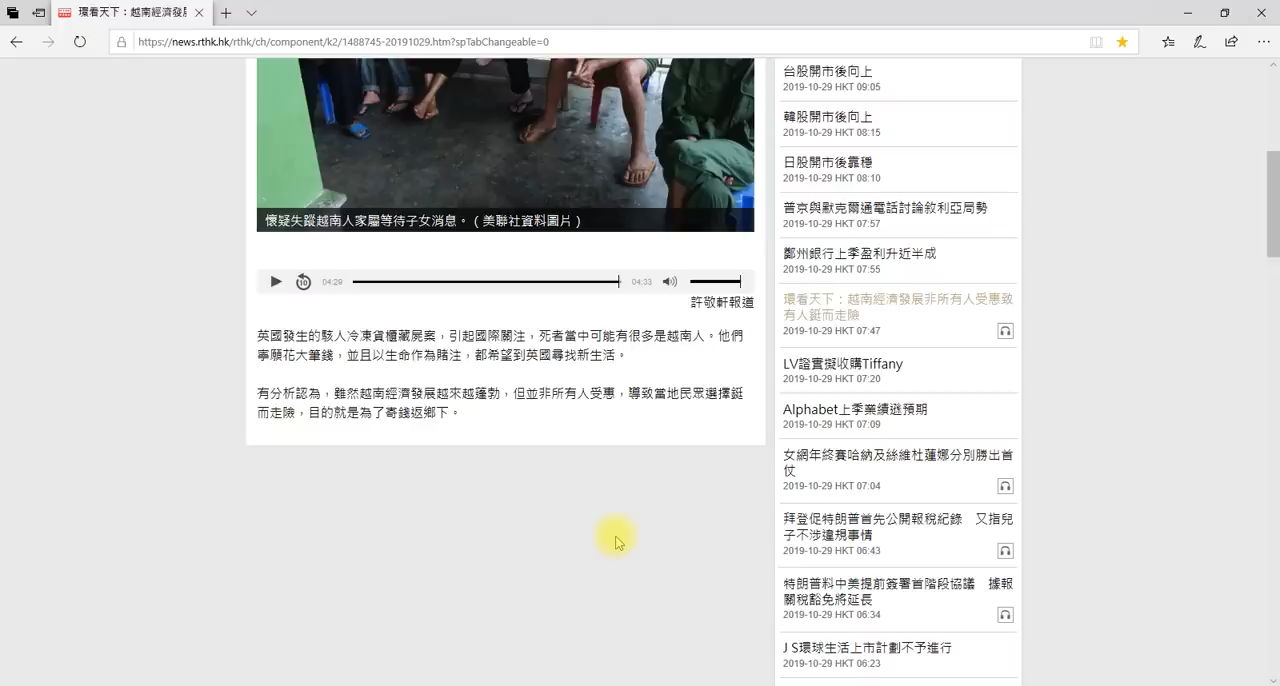 環看天下：越南經濟發展
https://news.rthk.hk/rthk/ch/component/k2/1488745-20191029.htm?spTabChangeable=0
懷疑失蹤越南人家屬等待子女消息。（美聯社資料圖片）
10
04:29
04:33
許敬軒報道
英國發生的駭人冷凍貨櫃藏屍案，引起國際關注，死者當中可能有很多是越南人。他們
寧願花大筆錢，並且以生命作為賭注，都希望到英國尋找新生活。
有分析認為，雖然越南經濟發展越來越蓬勃，但並非所有人受惠，導致當地民眾選擇鋌
而走險，目的就是為了寄錢返鄉下。
台股開市後向上
2019-10-29 HKT 09:05
韓股開市後向上
2019-10-29 HKT 08:15
日股開市後靠穩
2019-10-29 HKT 08:10
普京與默克爾通電話討論敘利亞局勢
2019-10-29 HKT 07:57
鄭州銀行上季盈利升近半成
2019-10-29 HKT 07:55
環看天下：越南經濟發展非所有人受惠致
有人鋌而走險
2019-10-29 HKT 07:47
LV證實擬收購Tiffany
2019-10-29 HKT 07:20
Alphabet上季業績遜預期
2019-10-29 HKT 07:09
女網年終賽哈納及絲維杜蓮娜分別勝出首
仗
2019-10-29 HKT 07:04
拜登促特朗普首先公開報稅紀錄　又指兒
子不涉違規事情
2019-10-29 HKT 06:43
特朗普料中美提前簽署首階段協議　據報
關稅豁免將延長
2019-10-29 HKT 06:34
J S環球生活上市計劃不予進行
2019-10-29 HKT 06:23